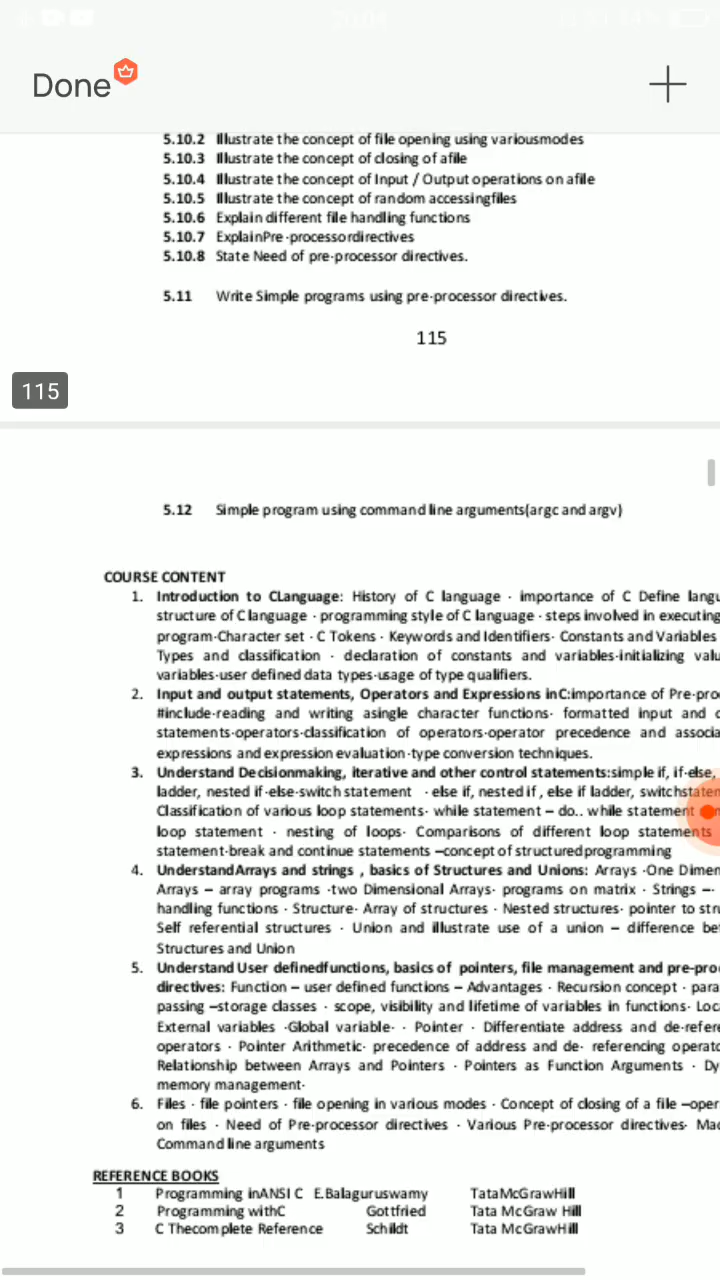 Done
5.10.2 Illustrate the concept of file opening using variousmodes
5.10.3 Illustrate the concept of closing of afile
5.10.4 Illustrate the concept of Input / Output operations on afile
5.10.5 Illustrate the concept of random accessingfiles
5.10.6 Explain different file handling functions
5.10.7 ExplainPre-processordirectives
5.10.8 State Need of pre-processor directives.
5.11 Write Simple programs using pre-processor directives.
115
115
5.12 Simple program using command line arguments(argc and argv)
COURSE CONTENT
1. Introduction to CLanguage: History of C language - importance of C Define
structure of C language - programming style of C language - steps involved in executing
program-Character set - C Tokens - Keywords and Identifiers- Constants and Variables
Types and classification - declaration of constants and variables-initializing
variables-user defined data types-usage of type qualifiers.
2. Input and output statements, Operators and Expressions inC:importance of
#include-reading and writing asingle character functions- formatted input and
statements-operators-classification of operators-operator precedence and
expressions and expression evaluation-type conversion techniques.
3. Understand Decisionmaking, iterative and other control statements:simple if, if-else,
ladder, nested if-else-switch statement - else if, nested if , else if ladder,
Classification of various loop statements- while statement – do.. while statement
loop statement - nesting of loops- Comparisons of different loop statements
statement-break and continue statements –concept of structuredprogramming
4. UnderstandArrays and strings , basics of Structures and Unions: Arrays -One
Arrays – array programs -two Dimensional Arrays- programs on matrix - Strings –-
handling functions - Structure- Array of structures - Nested structures- pointer to
Self referential structures - Union and illustrate use of a union – difference
Structures and Union
5. Understand User definedfunctions, basics of pointers, file management and
directives: Function – user defined functions – Advantages - Recursion concept -
passing –storage classes - scope, visibility and lifetime of variables in functions-
External variables -Global variable- - Pointer - Differentiate address and
operators - Pointer Arithmetic- precedence of address and de- referencing
Relationship between Arrays and Pointers - Pointers as Function Arguments -
memory management-
6. Files - file pointers - file opening in various modes - Concept of closing of a file
on files - Need of Pre-processor directives - Various Pre-processor directives-
Command line arguments
REFERENCE BOOKS
1 Programming inANSI C E.Balaguruswamy TataMcGrawHill
2 Programming withC Gottfried Tata McGraw Hill
3 C Thecomplete Reference Schildt Tata McGrawHill